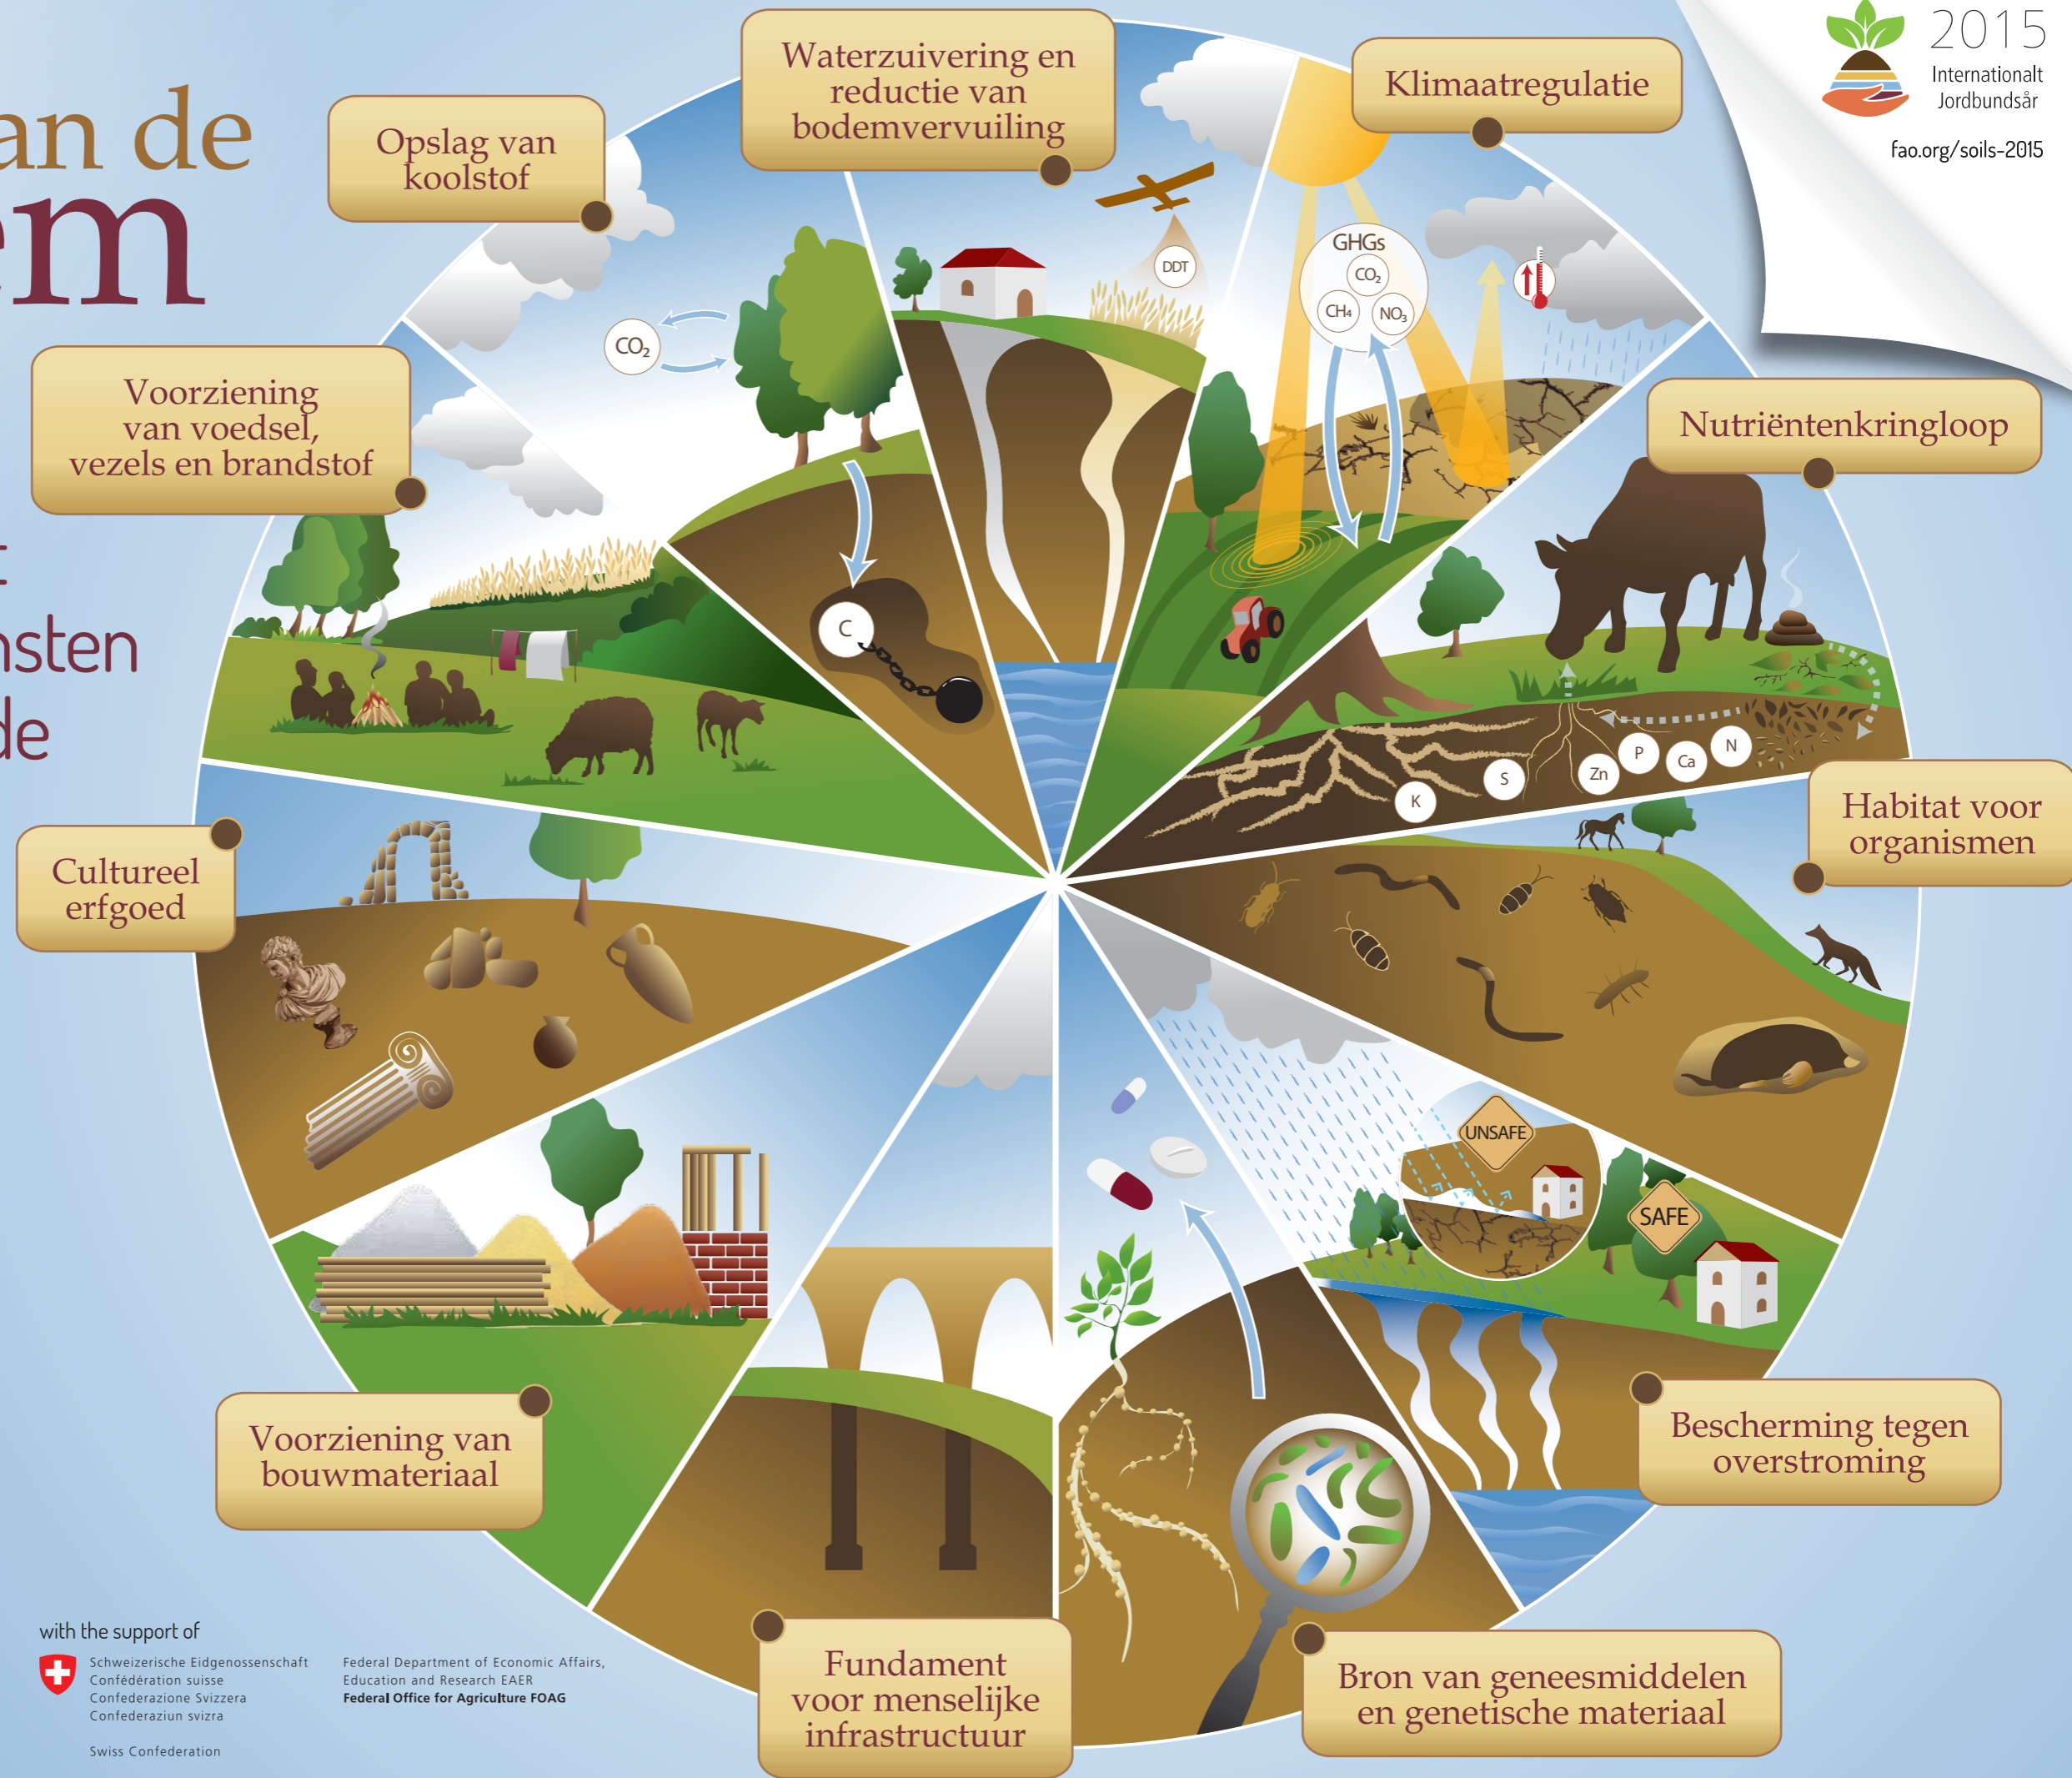 an de
em
nsten
de
2015
Internationalt
Jordbundsår
fao.org/soils-2015
Waterzuivering en
reductie van
bodemvervuiling
Klimaatregulatie
Opslag van
koolstof
Voorziening
van voedsel,
vezels en brandstof
Nutriëntenkringloop
Cultureel
erfgoed
Habitat voor
organismen
Voorziening van
bouwmateriaal
Bescherming tegen
overstroming
Fundament
voor menselijke
infrastructuur
Bron van geneesmiddelen
en genetische materiaal
CO₂
C
DDT
GHGs
CO₂
CH₄
NO₃
K
S
Zn
P
Ca
N
UNSAFE
SAFE
with the support of
Schweizerische Eidgenossenschaft
Confédération suisse
Confederazione Svizzera
Confederaziun svizra
Swiss Confederation
Federal Department of Economic Affairs,
Education and Research EAER
Federal Office for Agriculture FOAG